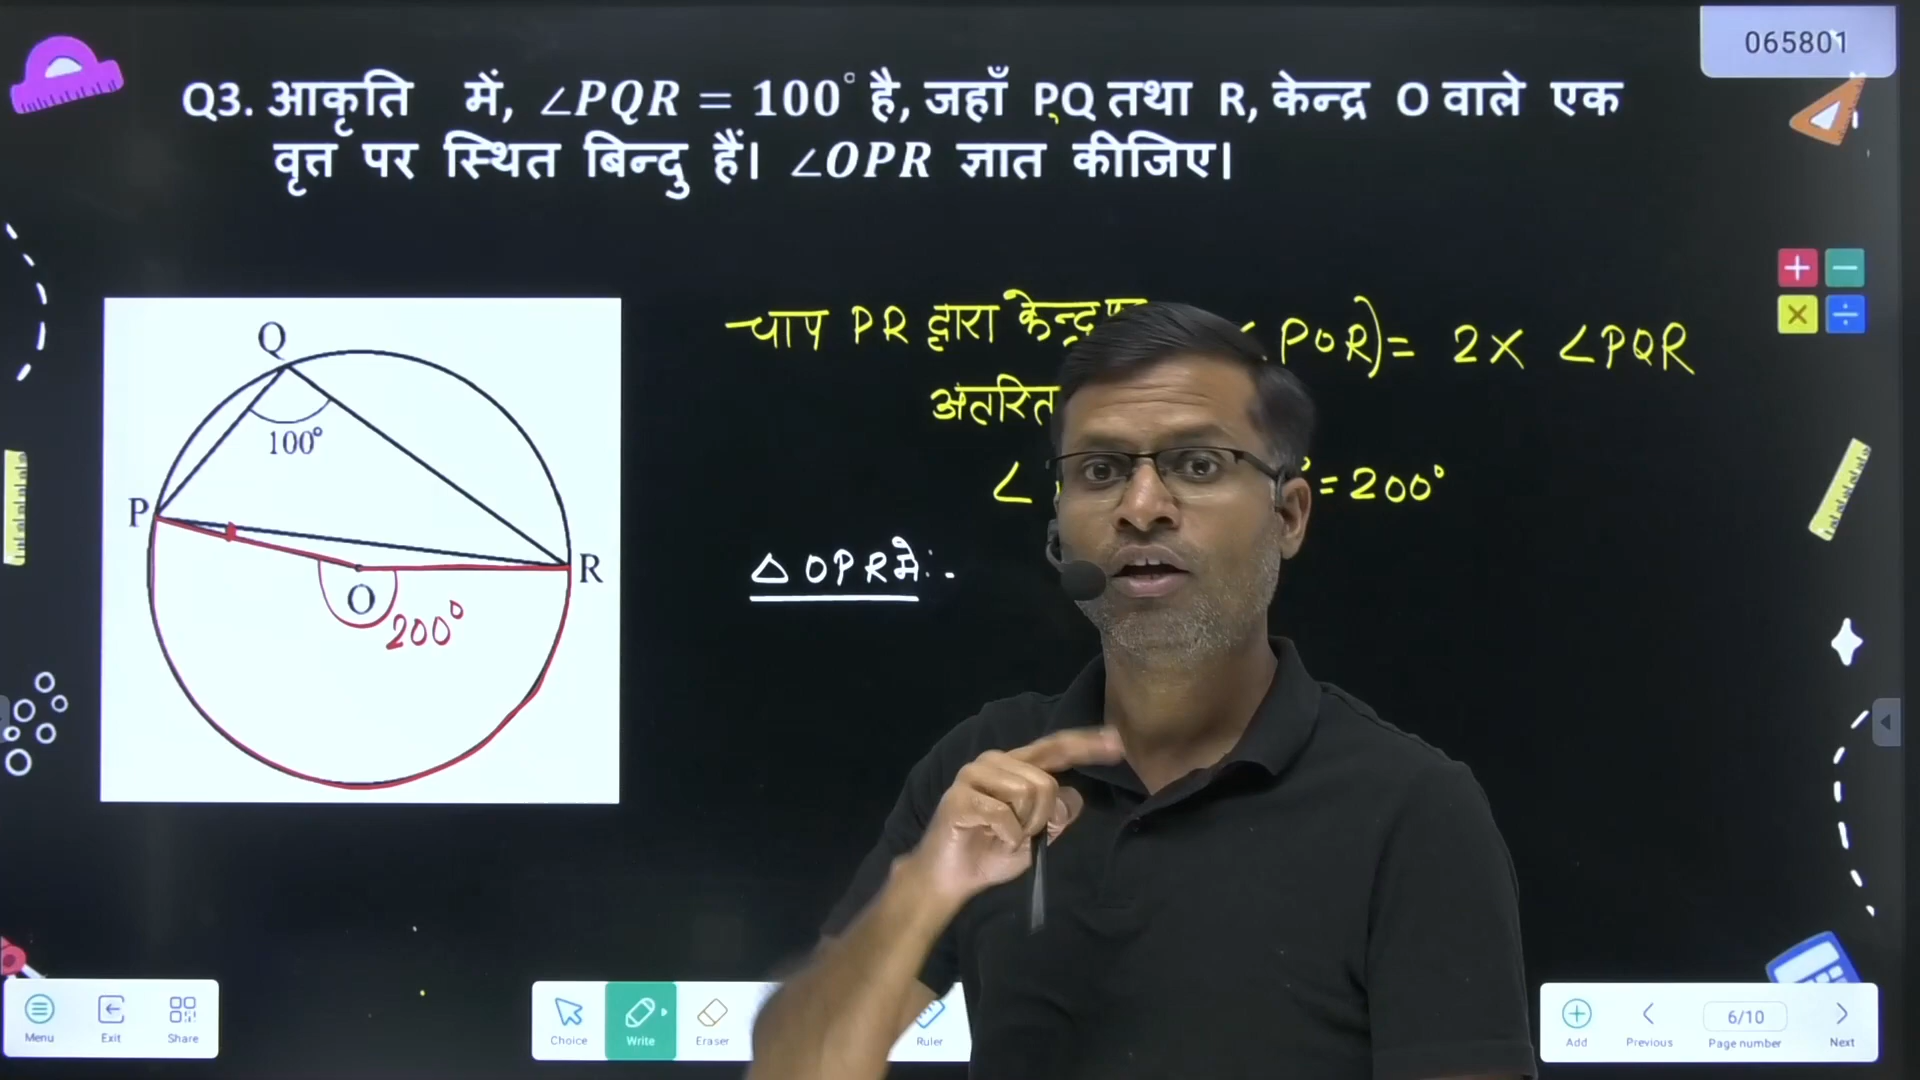 065801
Q3. आकृति में, ∠PQR = 100° है, जहाँ P,Q तथा R, केन्द्र O वाले एक
वृत्त पर स्थित बिन्दु हैं। ∠OPR ज्ञात कीजिए।
चाप PR द्वारा केन्द्र POR) = 2 × ∠PQR
अंतरित
∠ = 200°
△ OPR में :-
Q
100°
P
R
O
200°
Menu
Exit
Share
Choice
Write
Eraser
Ruler
Add
Previous
6/10
Page number
Next